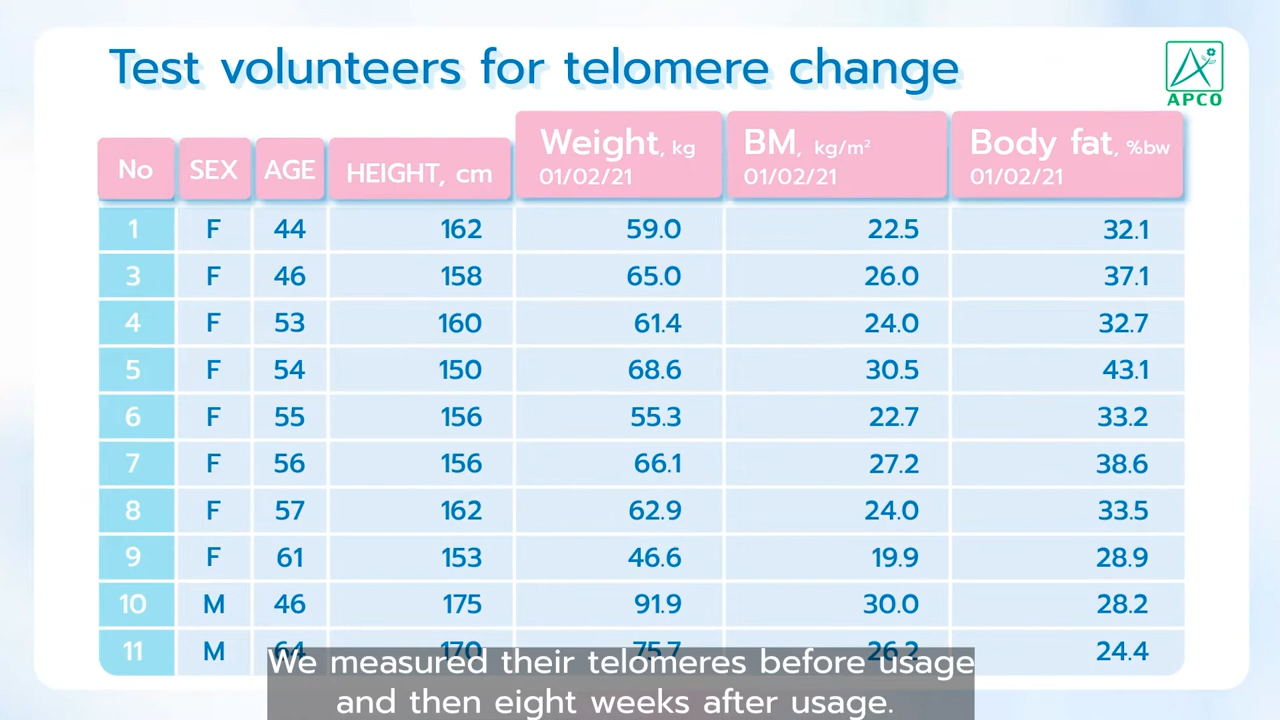 Test volunteers for telomere change
APCO
No SEX AGE HEIGHT, cm Weight, kg 01/02/21 BM, kg/m² 01/02/21 Body fat, %bw 01/02/21
1 F 44 162 59.0 22.5 32.1
3 F 46 158 65.0 26.0 37.1
4 F 53 160 61.4 24.0 32.7
5 F 54 150 68.6 30.5 43.1
6 F 55 156 55.3 22.7 33.2
7 F 56 156 66.1 27.2 38.6
8 F 57 162 62.9 24.0 33.5
9 F 61 153 46.6 19.9 28.9
10 M 46 175 91.9 30.0 28.2
11 M 64 170 75.7 26.2 24.4
We measured their telomeres before usage
and then eight weeks after usage.